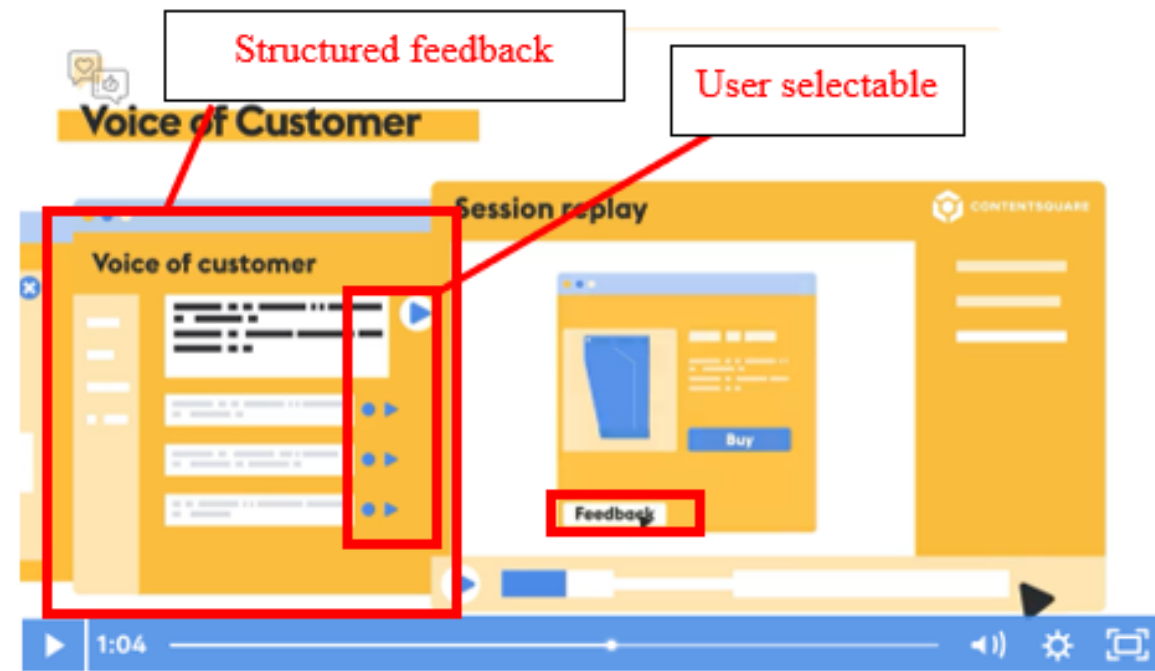 Structured feedback
User selectable
Voice of Customer
Session replay
CONTENTSQUARE
Voice of customer
Buy
Feedback
1:04